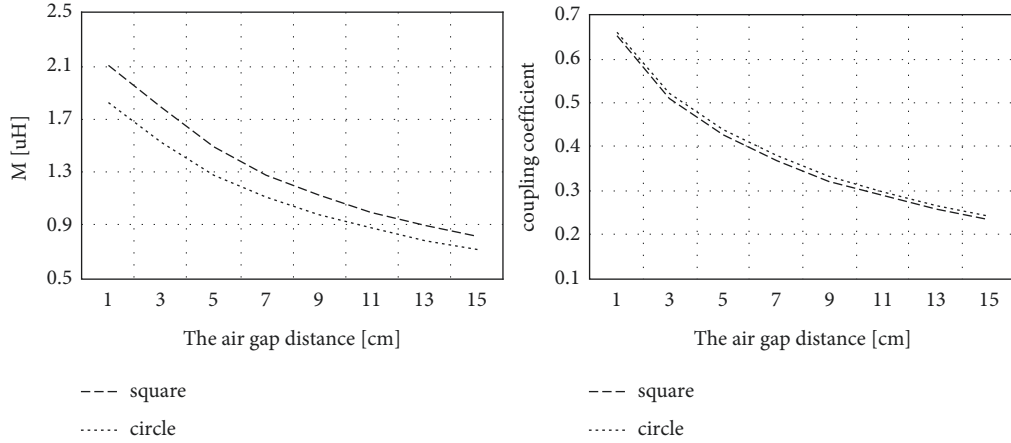 2.5
2.1
1.7
1.3
0.9
0.5
M [uH]
1 3 5 7 9 11 13 15
The air gap distance [cm]
square
circle
0.7
0.6
0.5
0.4
0.3
0.2
0.1
coupling coefficient
1 3 5 7 9 11 13 15
The air gap distance [cm]
square
circle